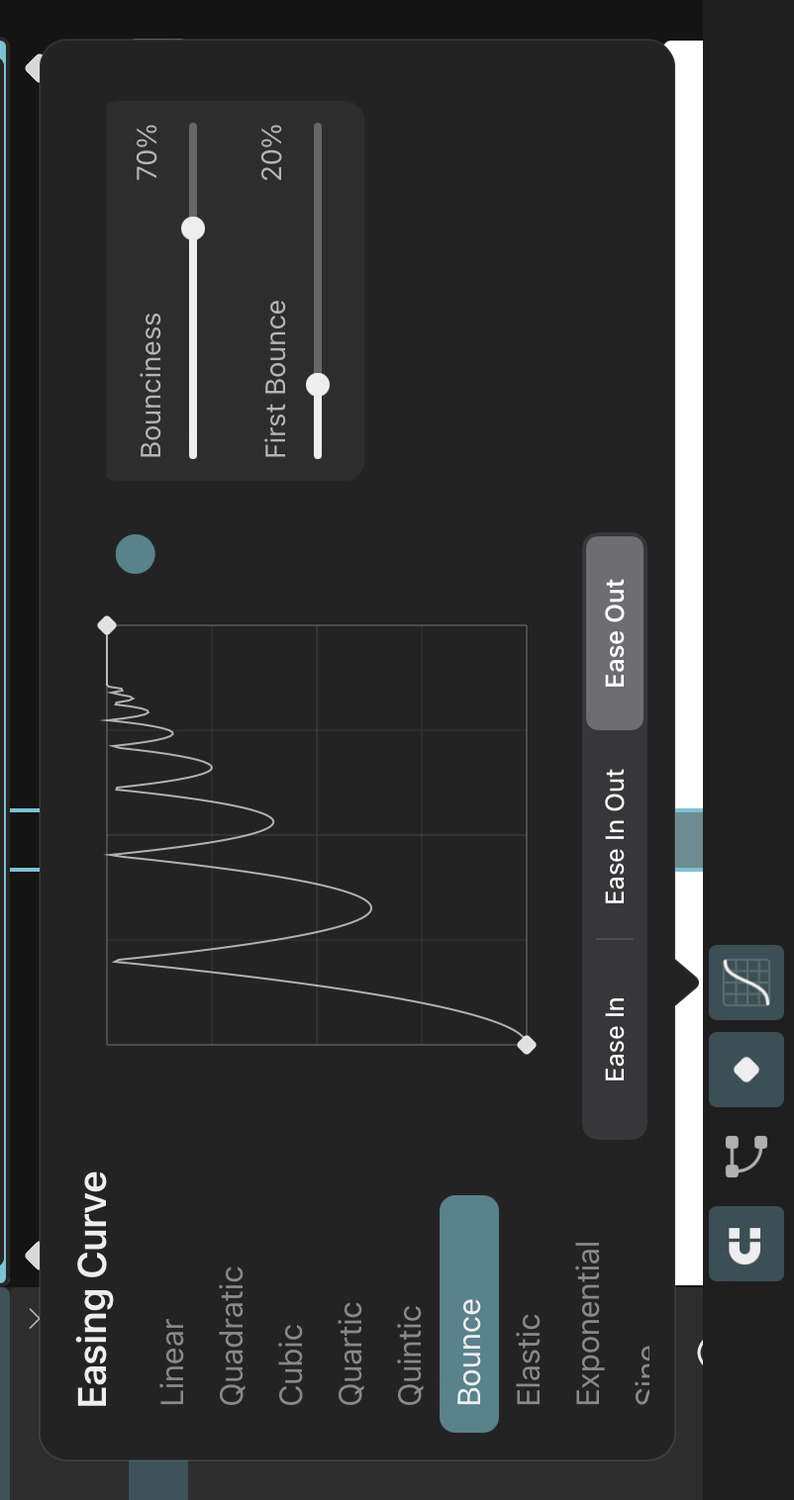 Easing Curve
Linear
Quadratic
Cubic
Quartic
Quintic
Bounce
Elastic
Exponential
Sine
Bounciness 70%
First Bounce 20%
Ease In Ease In Out Ease Out